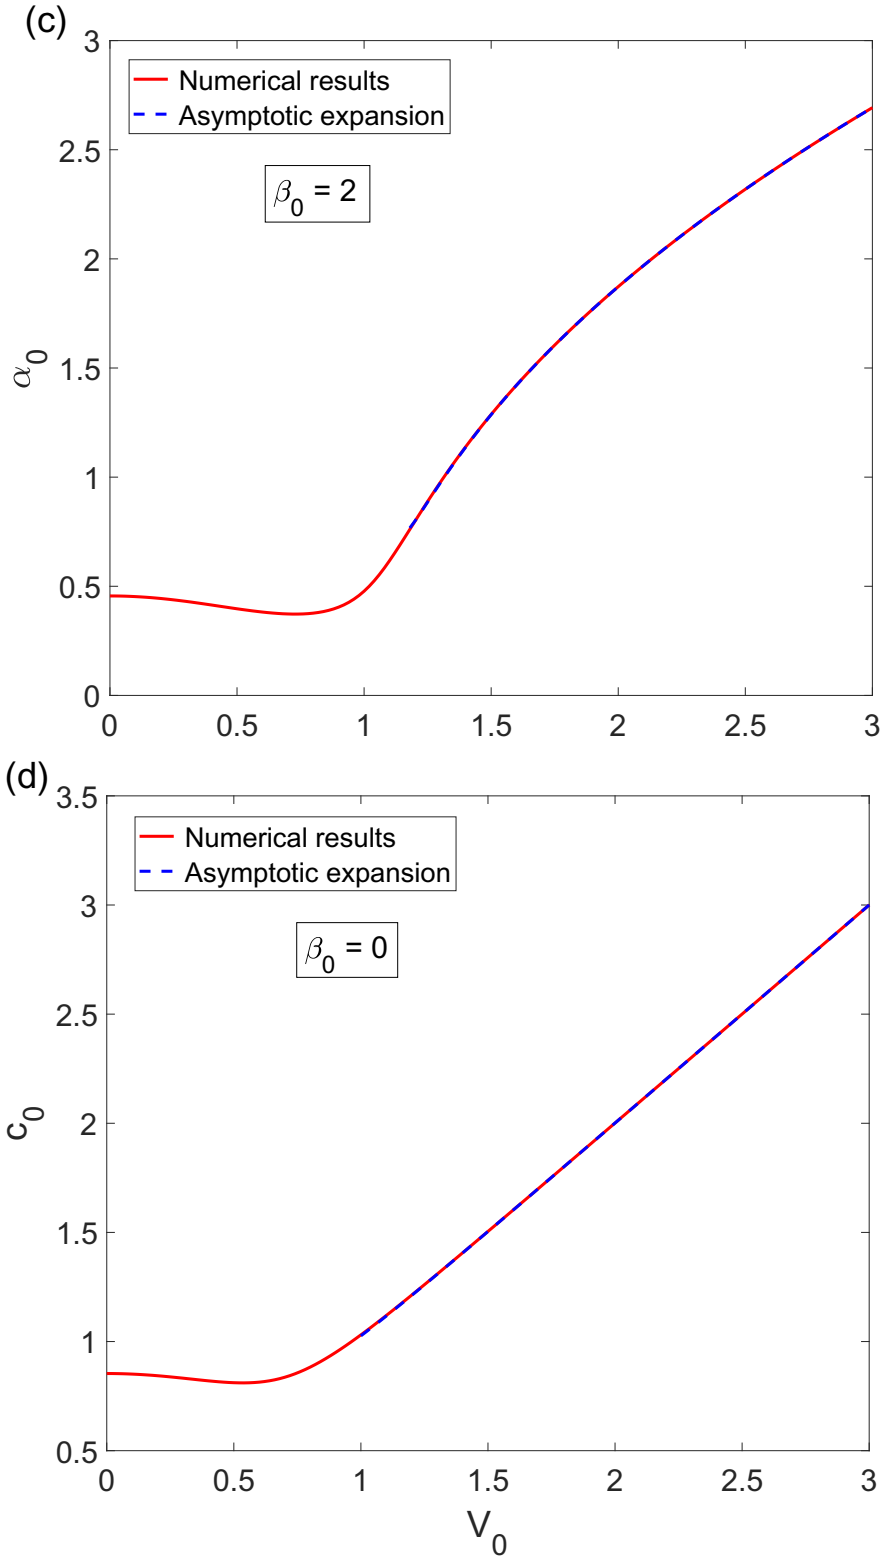 (c)
3
Numerical results
Asymptotic expansion
2.5
β0 = 2
2
α0
1.5
1
0.5
0
0 0.5 1 1.5 2 2.5 3
(d)
3.5
Numerical results
Asymptotic expansion
3
β0 = 0
2.5
c0
2
1.5
1
0.5
0 0.5 1 1.5 2 2.5 3
V0